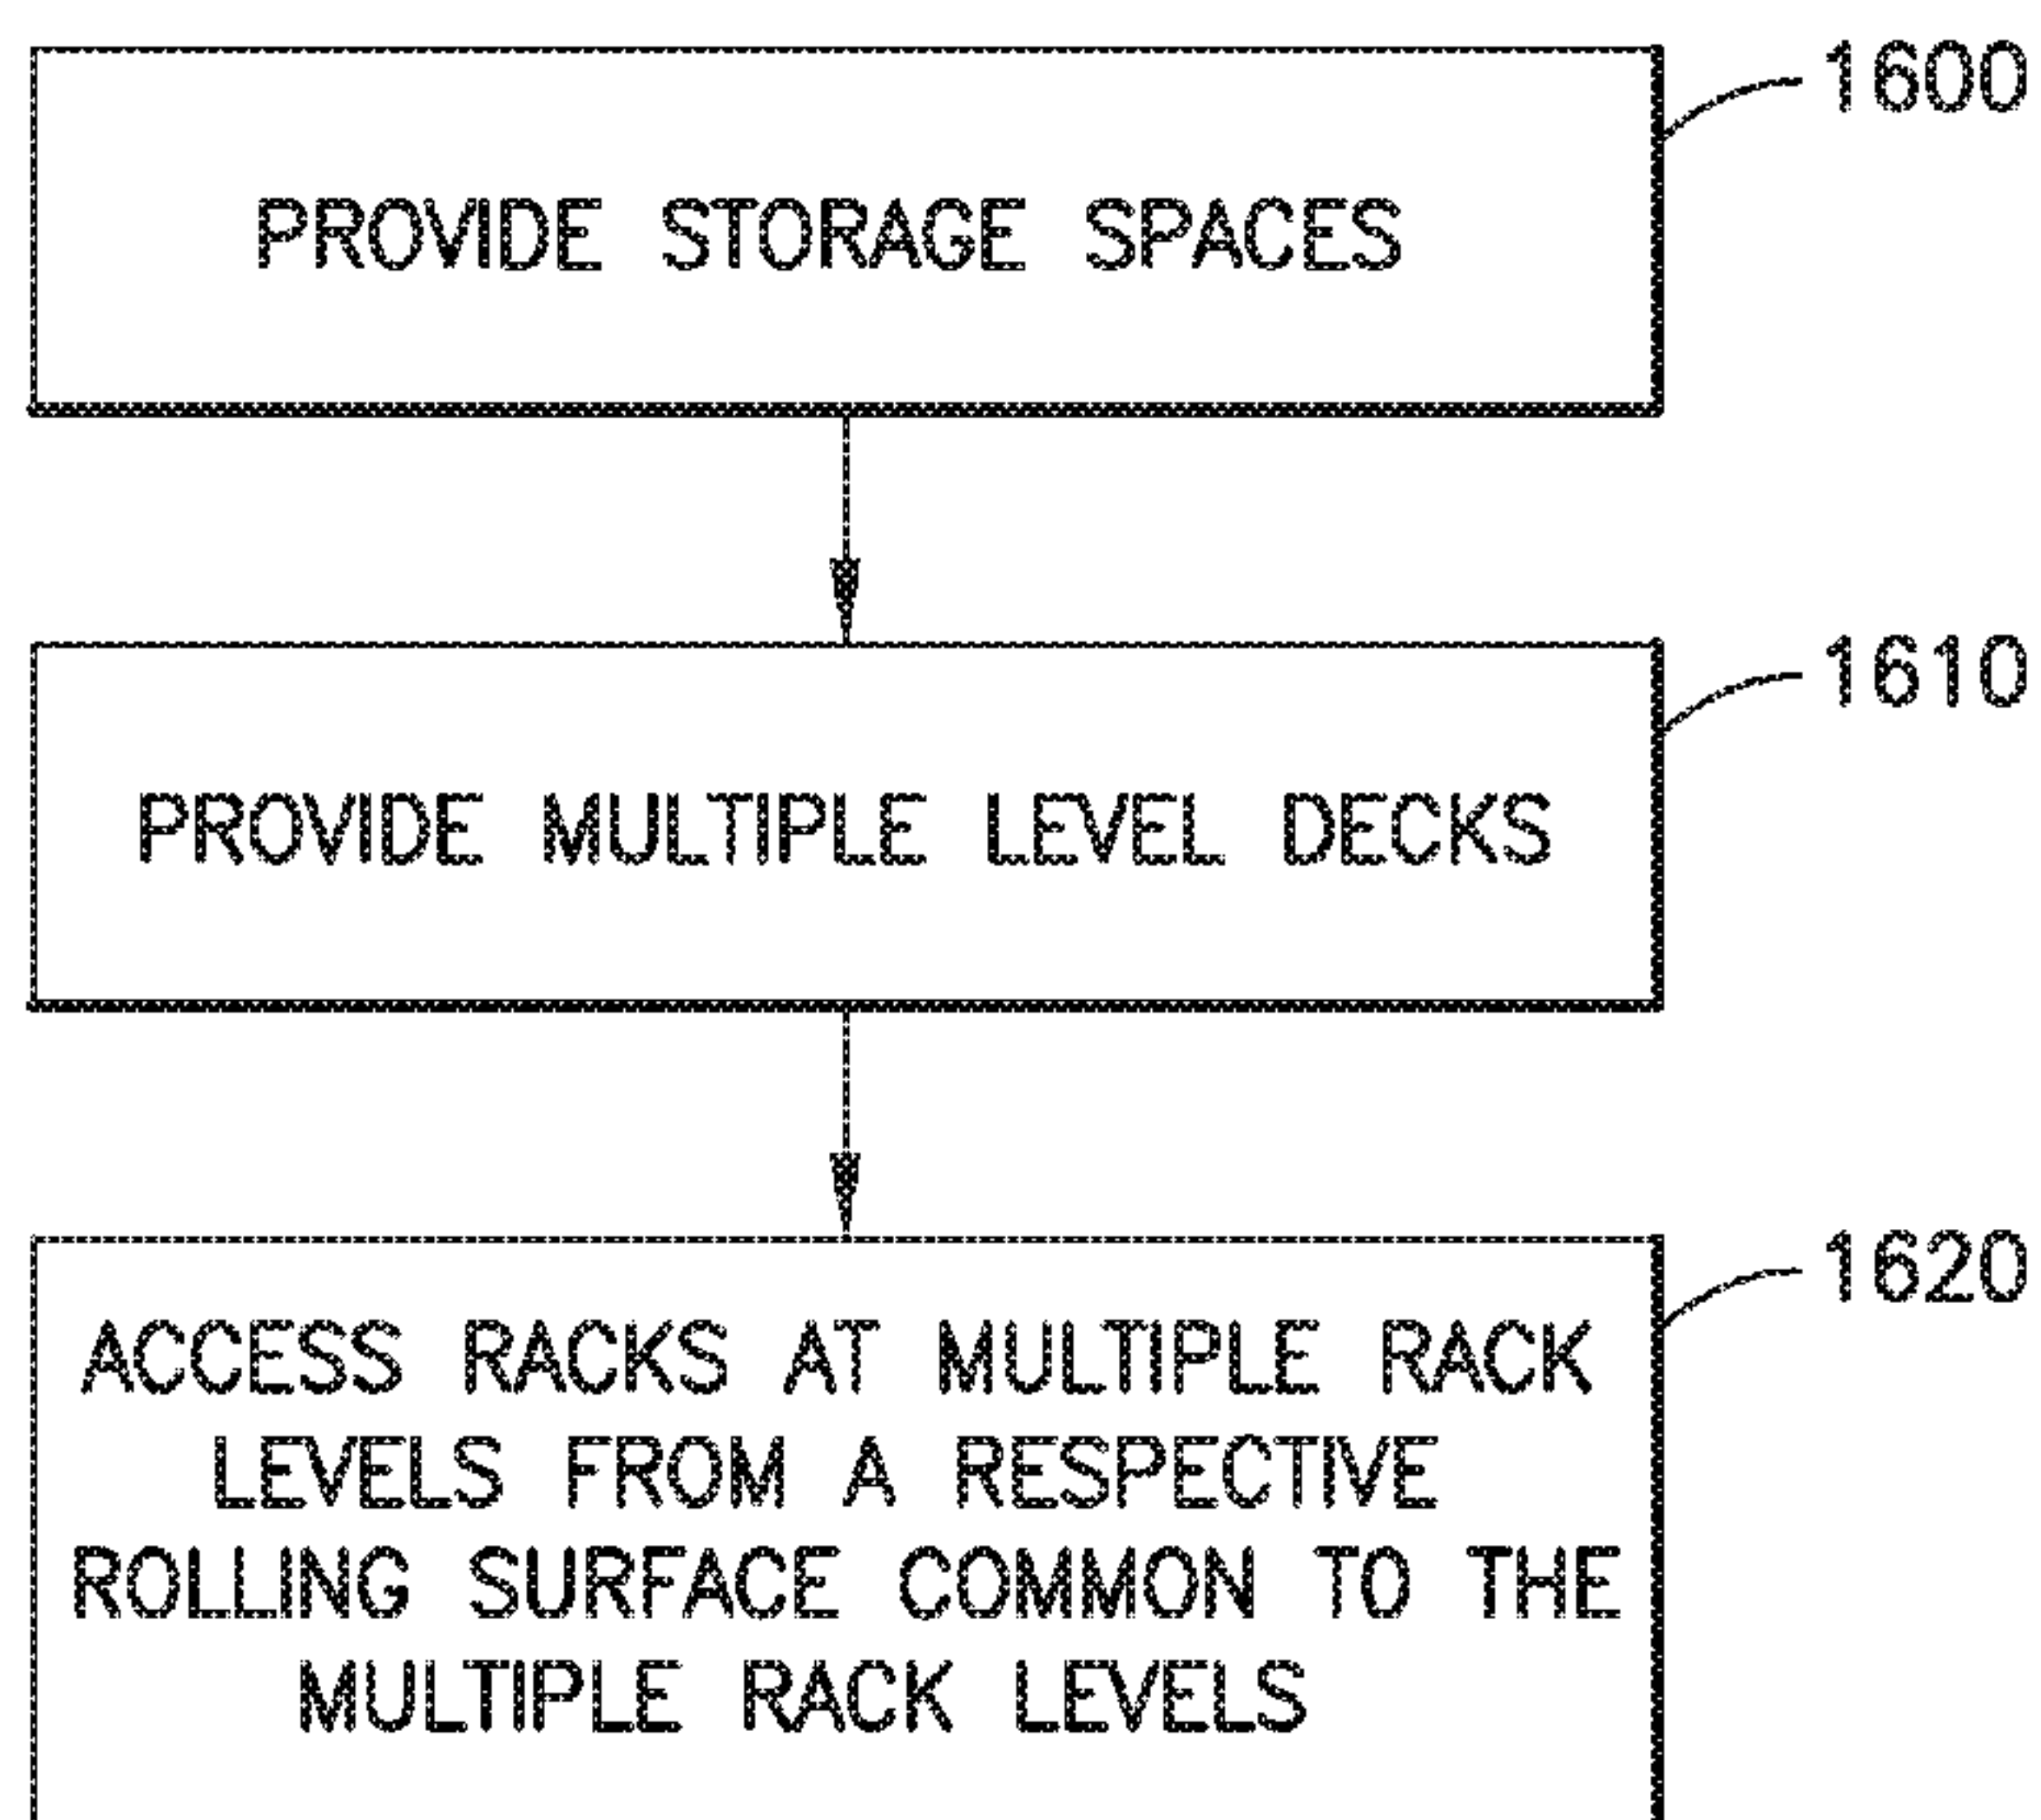 1600
PROVIDE STORAGE SPACES
1610
PROVIDE MULTIPLE LEVEL DECKS
1620
ACCESS RACKS AT MULTIPLE RACK
LEVELS FROM A RESPECTIVE
ROLLING SURFACE COMMON TO THE
MULTIPLE RACK LEVELS